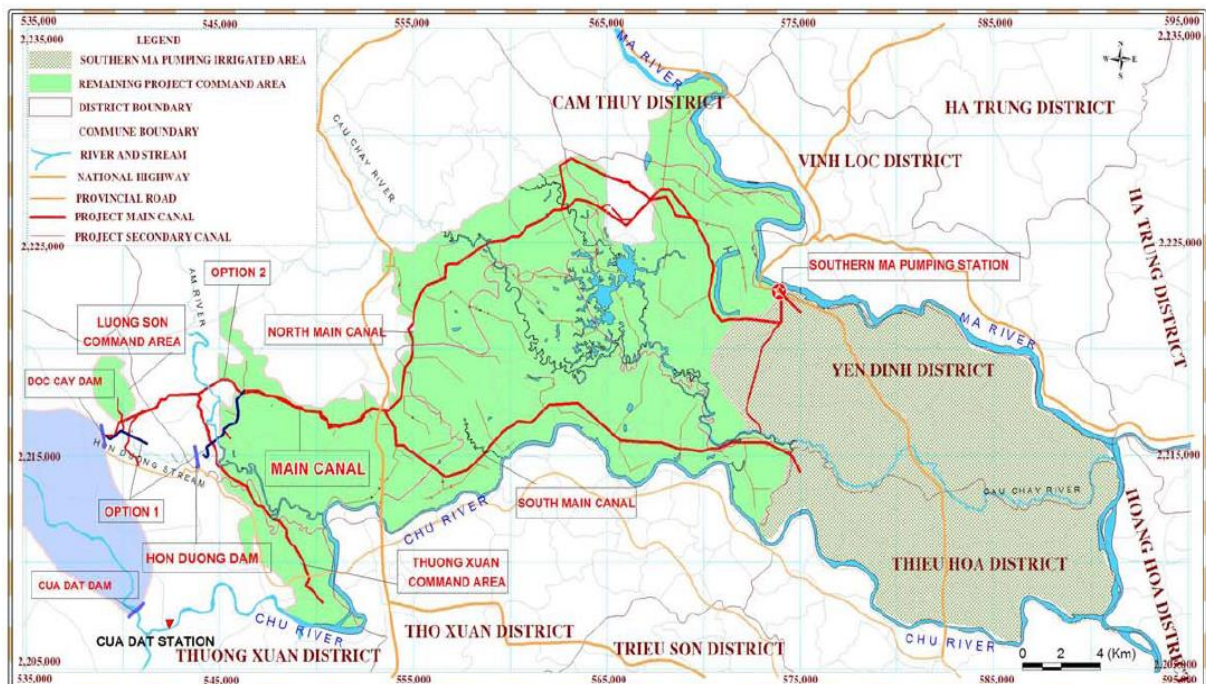 535,000
545,000
555,000
565,000
575,000
585,000
595,000
2,135,000
2,135,000
LEGEND
SOUTHERN MA PUMPING IRRIGATED AREA
REMAINING PROJECT COMMAND AREA
DISTRICT BOUNDARY
COMMUNE BOUNDARY
RIVER AND STREAM
NATIONAL HIGHWAY
PROVINCIAL ROAD
PROJECT MAIN CANAL
PROJECT SECONDARY CANAL
MA RIVER
N
W
E
S
CAM THUY DISTRICT
HA TRUNG DISTRICT
CAU CHAY RIVER
VINH LOC DISTRICT
HA TRUNG DISTRICT
2,225,000
2,225,000
OPTION 2
AM RIVER
SOUTHERN MA PUMPING STATION
LUONG SON
COMMAND AREA
NORTH MAIN CANAL
MA RIVER
DOC CAY DAM
YEN DINH DISTRICT
HON DUONG STREAM
MAIN CANAL
2,215,000
2,215,000
CAU CHAY RIVER
OPTION 1
CHU RIVER
SOUTH MAIN CANAL
HOANG HOA DISTRICT
HON DUONG DAM
THUONG XUAN
COMMAND AREA
THIEU HOA DISTRICT
CUA DAT DAM
CUA DAT STATION
CHU RIVER
THO XUAN DISTRICT
TRIEU SON DISTRICT
CHU RIVER
THUONG XUAN DISTRICT
0 2 4 (Km)
2,205,000
535,000
545,000
555,000
565,000
575,000
585,000